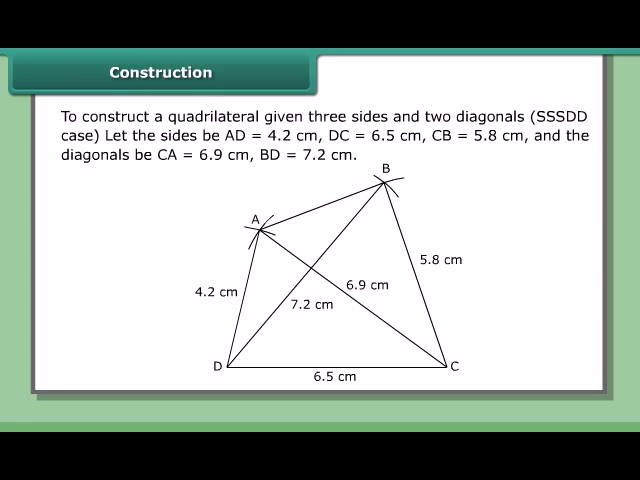 Construction
To construct a quadrilateral given three sides and two diagonals (SSSDD
case) Let the sides be AD = 4.2 cm, DC = 6.5 cm, CB = 5.8 cm, and the
diagonals be CA = 6.9 cm, BD = 7.2 cm.
B
A
5.8 cm
6.9 cm
4.2 cm
7.2 cm
D
C
6.5 cm